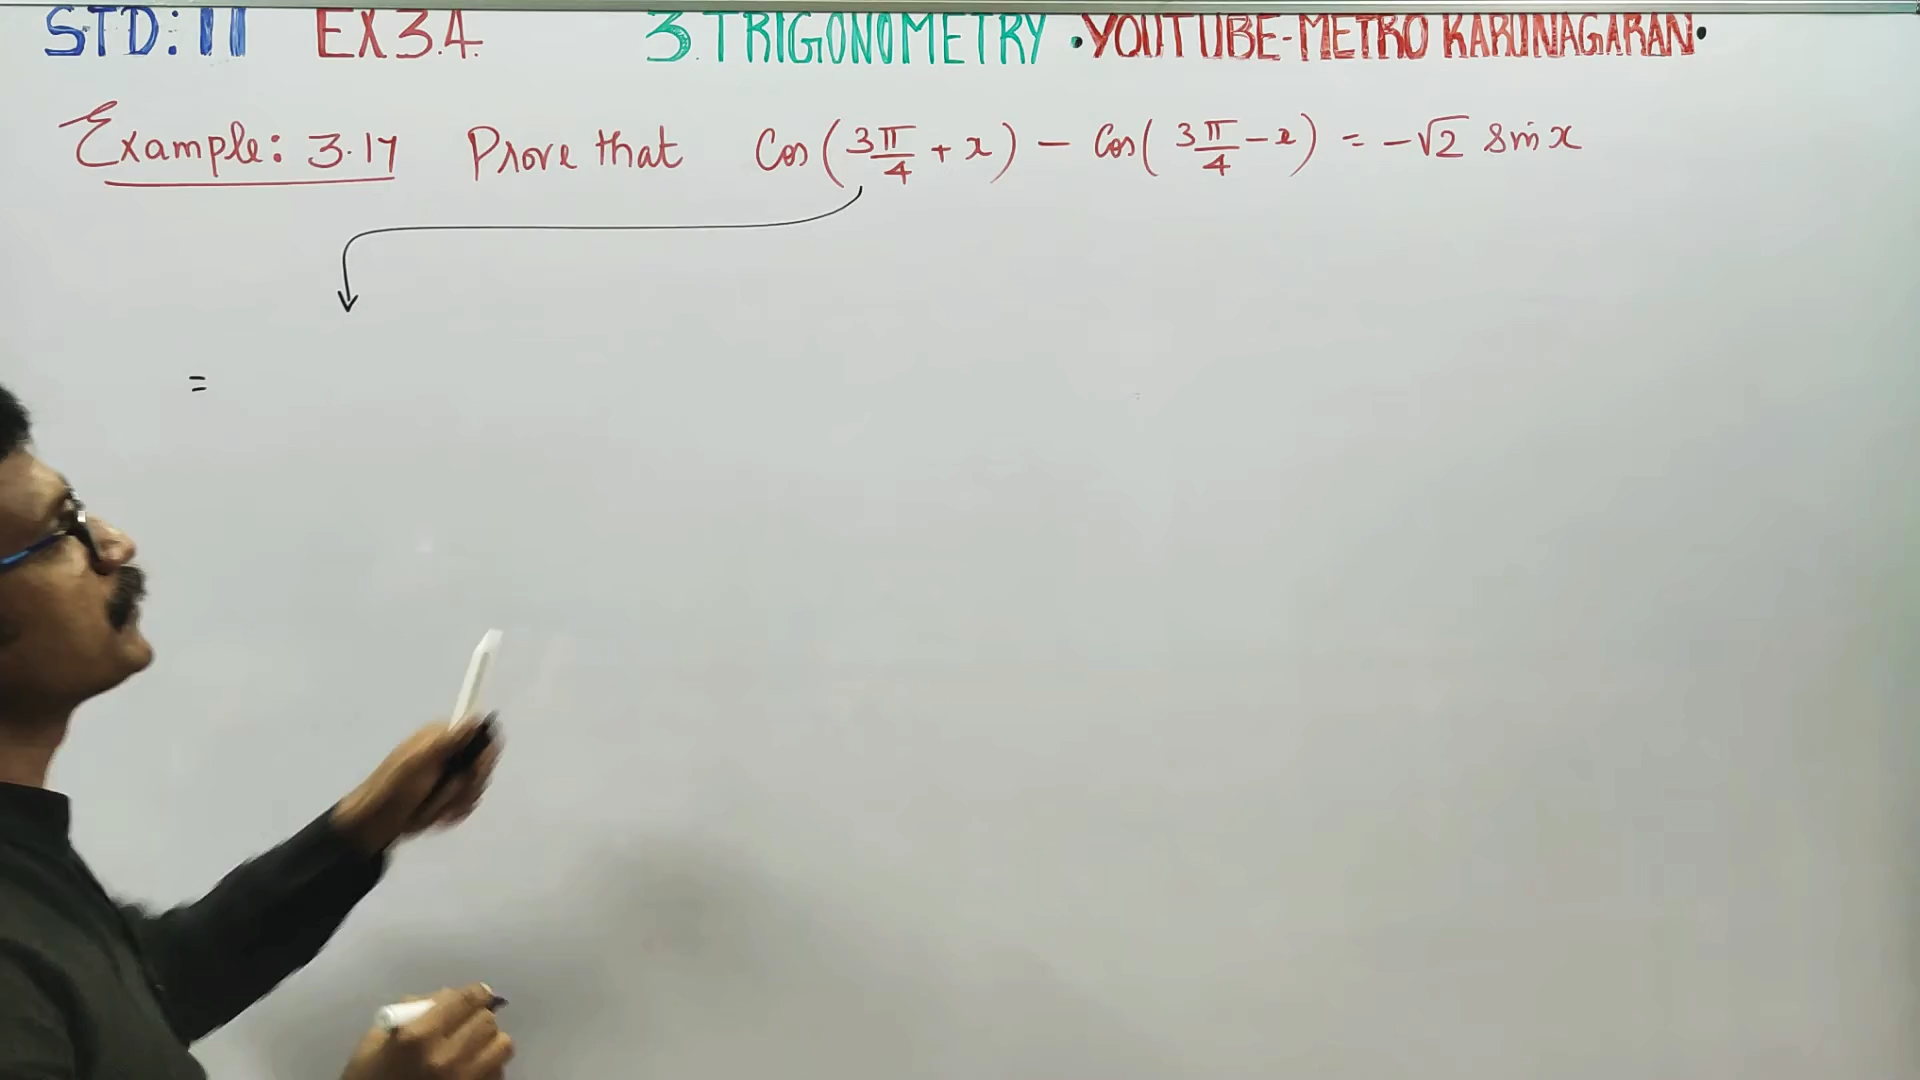 STD: 11 EX 3.4. 3. TRIGONOMETRY •YOUTUBE-METRO KARUNAGARAN•
Example: 3.17 Prove that Cos(3π/4 + x) - Cos(3π/4 - x) = -√2 sin x
=